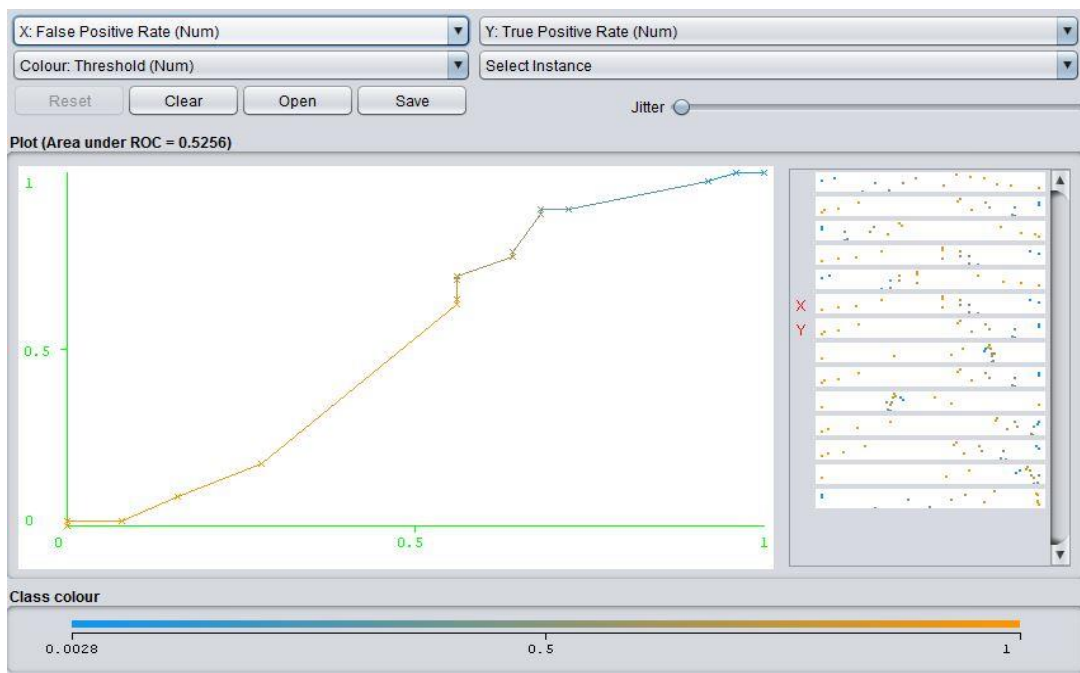 X: False Positive Rate (Num) Y: True Positive Rate (Num)
Colour: Threshold (Num) Select Instance
Reset Clear Open Save Jitter
Plot (Area under ROC = 0.5256)
1
X
Y
0.5
0
0 0.5 1
Class colour
0.0028 0.5 1